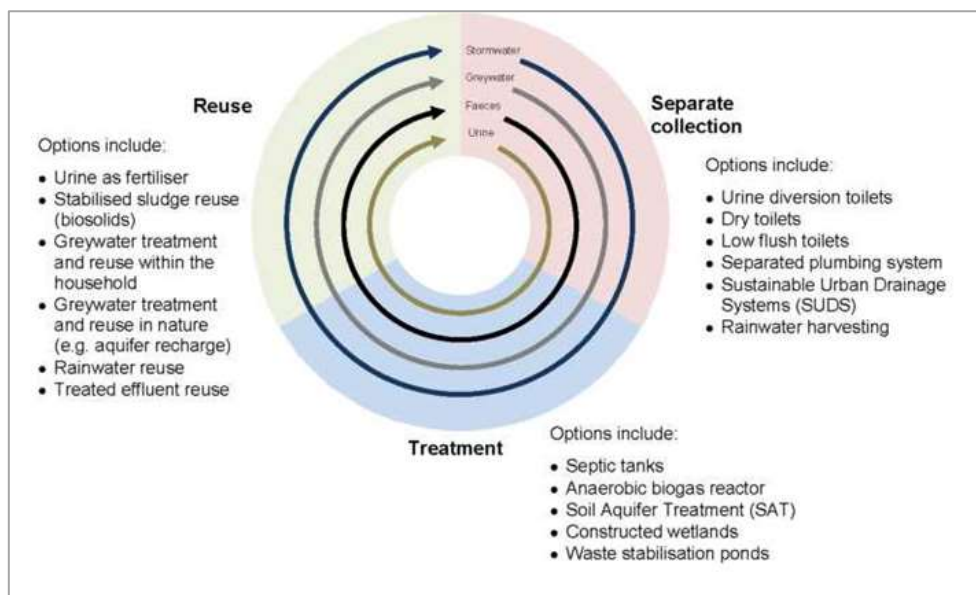 Stormwater
Greywater
Faeces
Urine
Reuse
Options include:
• Urine as fertiliser
• Stabilised sludge reuse
(biosolids)
• Greywater treatment
and reuse within the
household
• Greywater treatment
and reuse in nature
(e.g. aquifer recharge)
• Rainwater reuse
• Treated effluent reuse
Separate
collection
Options include:
• Urine diversion toilets
• Dry toilets
• Low flush toilets
• Separated plumbing system
• Sustainable Urban Drainage
Systems (SUDS)
• Rainwater harvesting
Treatment
Options include:
• Septic tanks
• Anaerobic biogas reactor
• Soil Aquifer Treatment (SAT)
• Constructed wetlands
• Waste stabilisation ponds